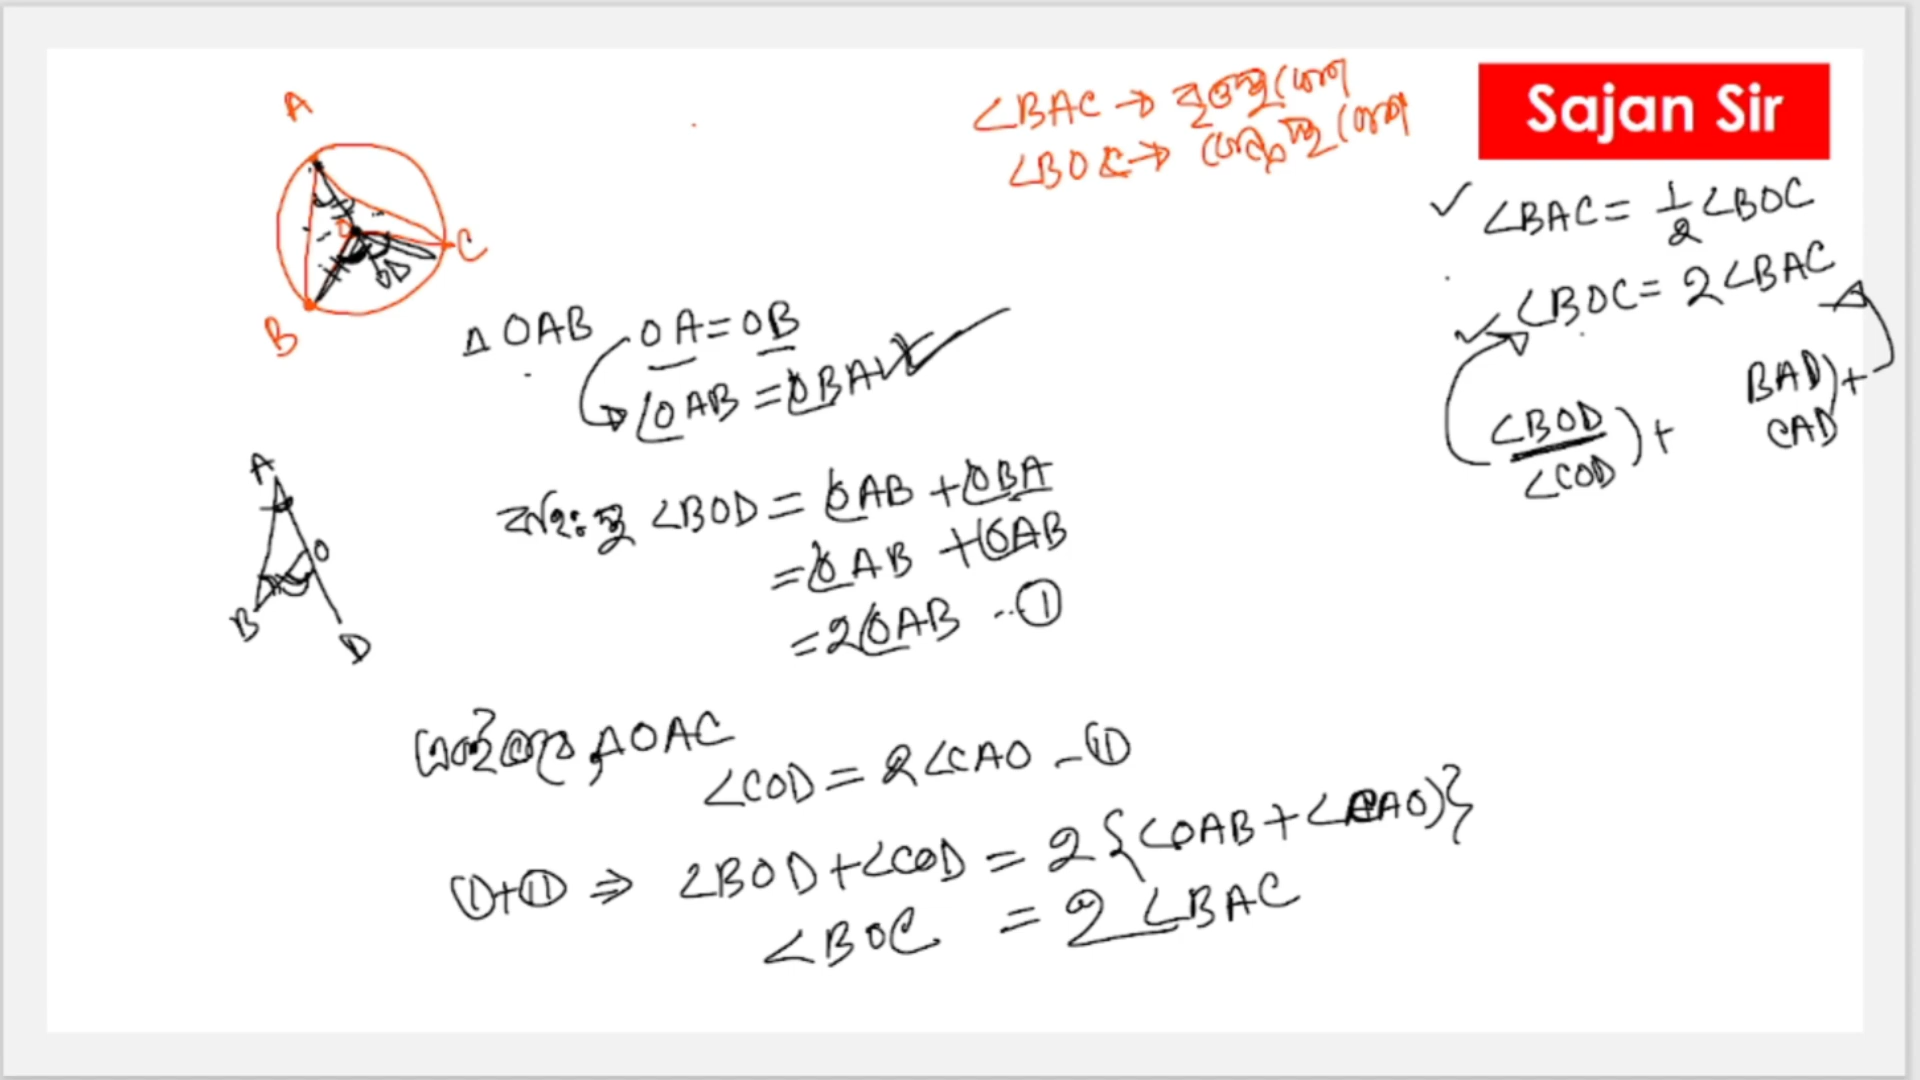 Sajan Sir
A
B
C
O
D
∠BAC → বৃত্তস্থ কোণ
∠BOC → কেন্দ্রস্থ কোণ
∠BAC = 1/2 ∠BOC
∠BOC = 2∠BAC
∠BOD
∠COD ) +
BAD
CAD ) +
Δ OAB OA = OB
∠OAB = ∠OBA
A
B
O
D
বহিঃস্থ ∠BOD = ∠OAB + ∠OBA
= ∠OAB + ∠OAB
= 2∠OAB ...(i)
ΔOAC
∠COD = 2∠CAO - (ii)
(i)+(ii) ⇒ ∠BOD + ∠COD = 2{∠OAB + ∠CAO)}
∠BOC = 2∠BAC